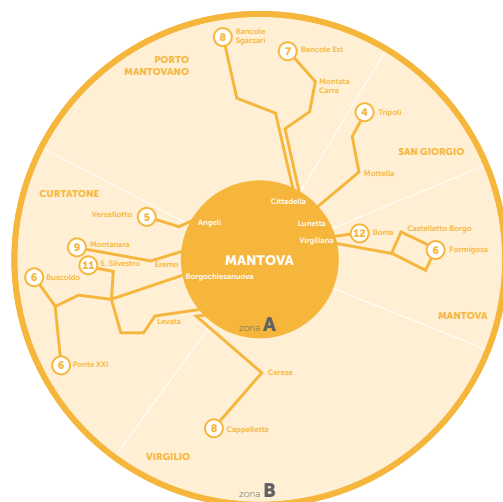 8
Bancole
Sgarzari
7
Bancole Est
PORTO
MANTOVANO
Montata
Carra
4
Tripoli
SAN GIORGIO
Mottella
CURTATONE
Cittadella
Verzellotto
5
Angeli
Lunetta
12
Boma
Castelletto Borgo
Virgiliana
6
Formigosa
9
Montanara
MANTOVA
11
S. Silvestro
Eremo
6
Buscoldo
Borgochiesanuova
MANTOVA
Levata
zona A
6
Ponte XXI
Cerese
8
Cappelletta
VIRGILIO
zona B